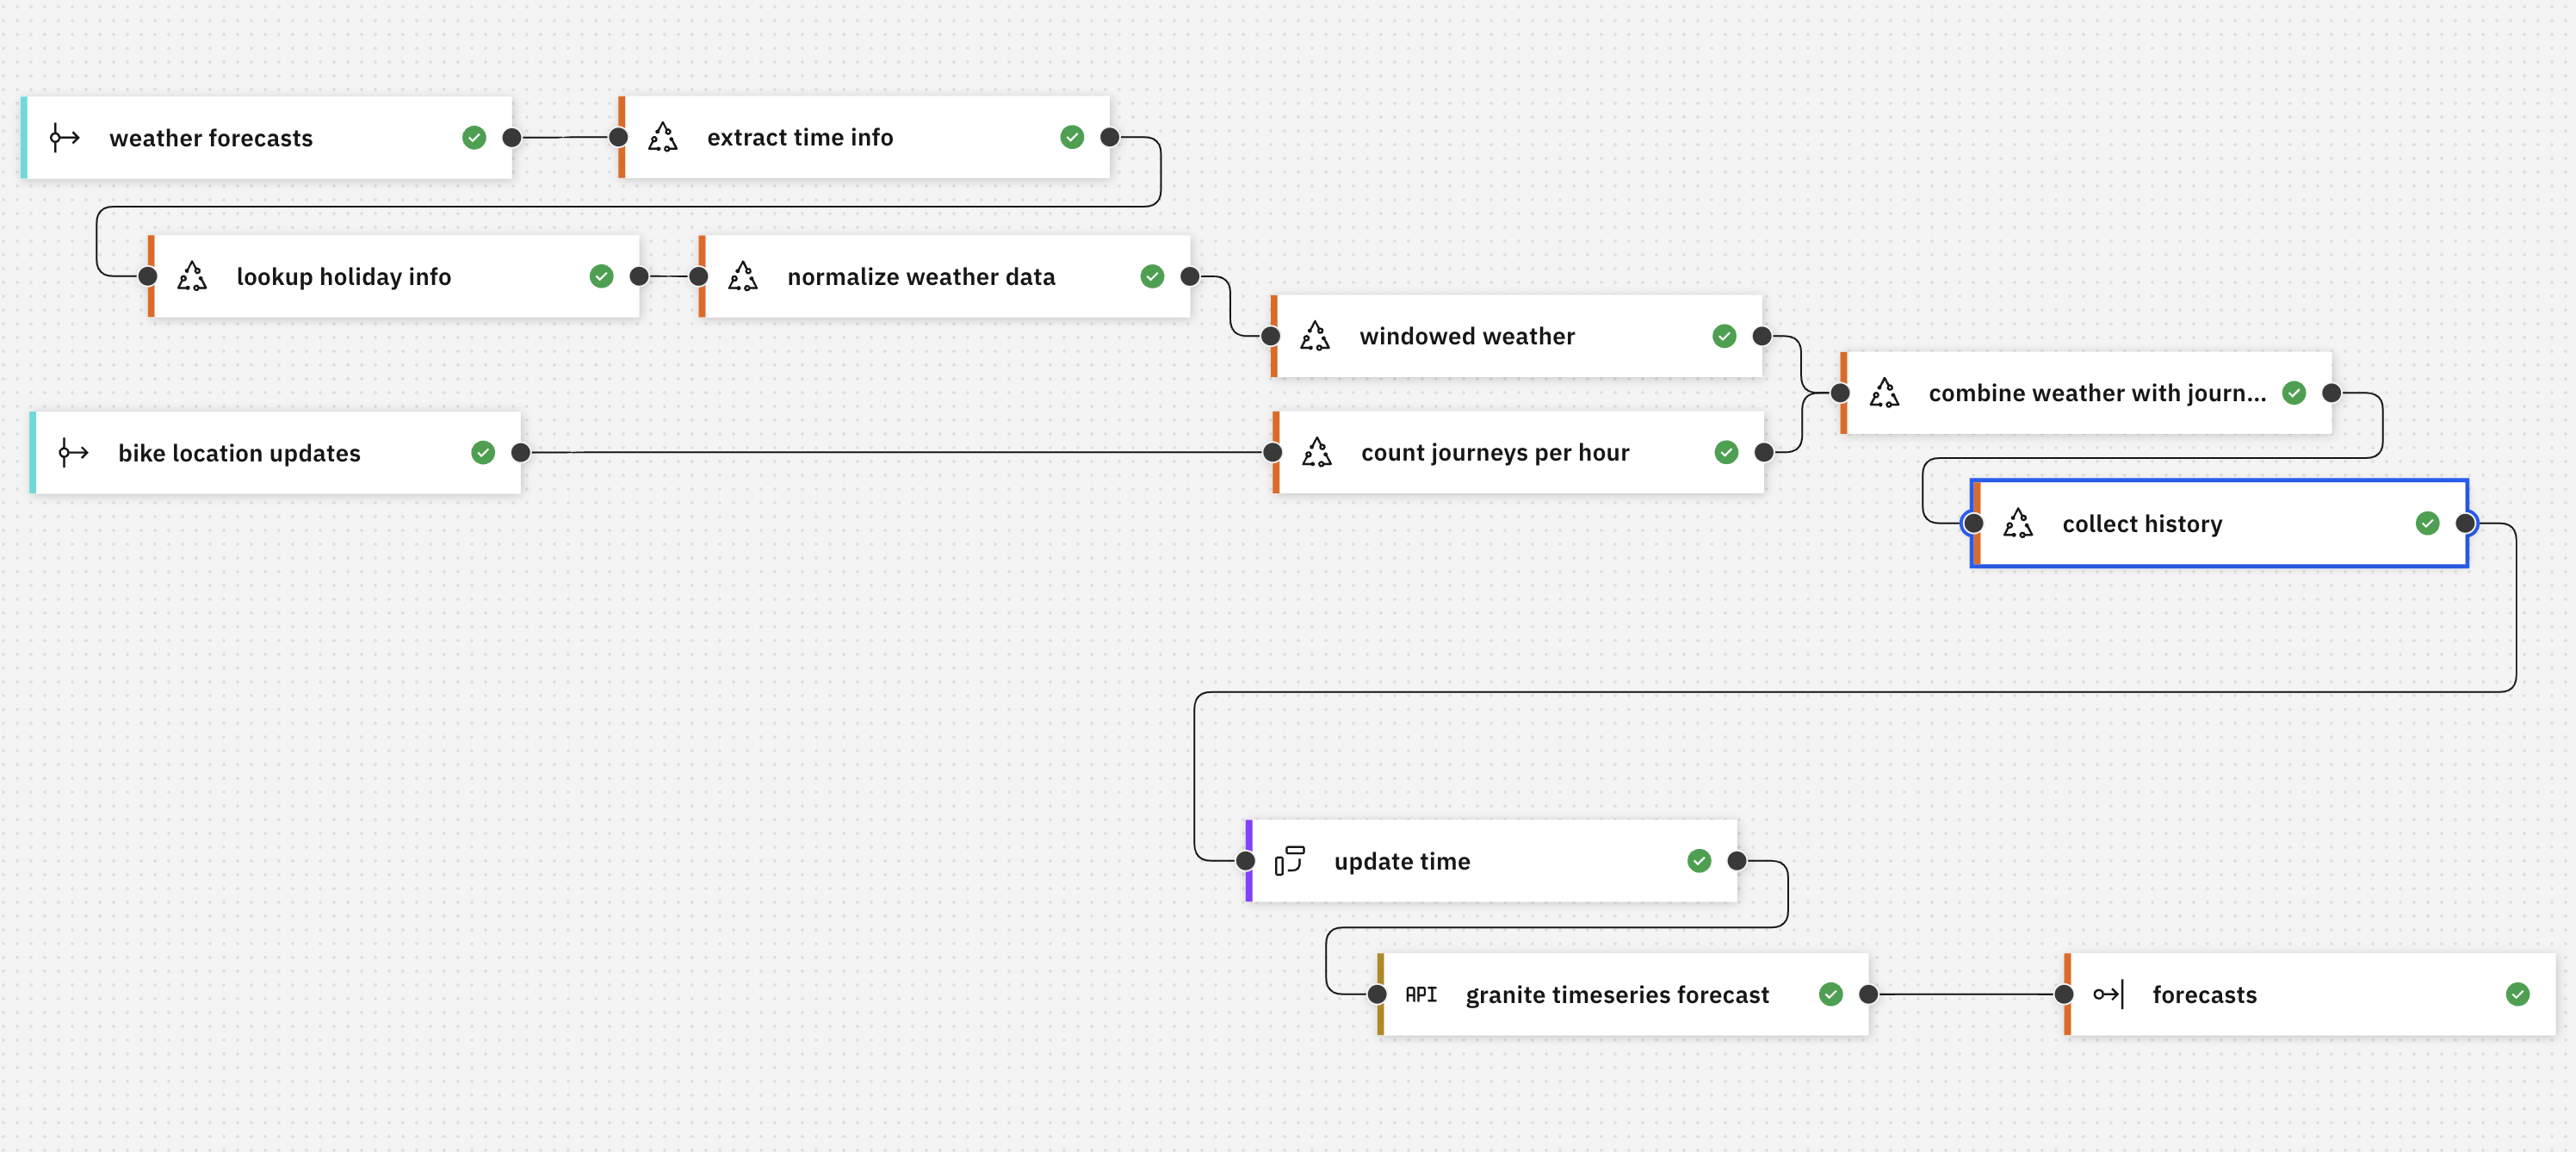 weather forecasts
extract time info
lookup holiday info
normalize weather data
windowed weather
combine weather with journ...
bike location updates
count journeys per hour
collect history
update time
API granite timeseries forecast
forecasts